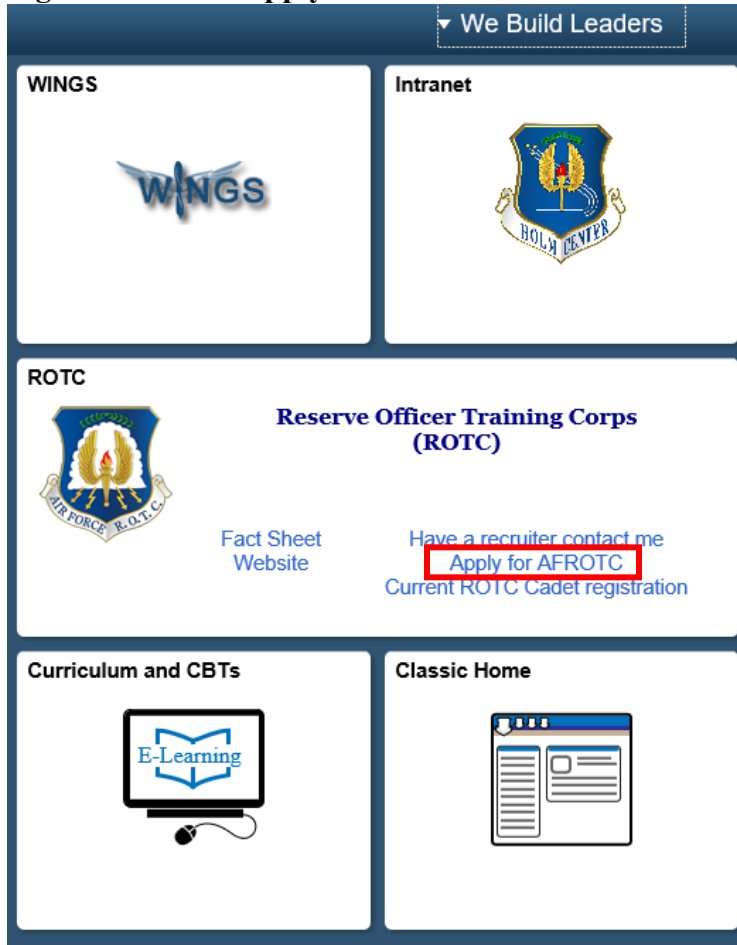 ▾ We Build Leaders
WINGS
Intranet
WINGS
HOLM CENTER
ROTC
Reserve Officer Training Corps
(ROTC)
AIR FORCE R.O.T.C.
Fact Sheet
Have a recruiter contact me
Website
Apply for AFROTC
Current ROTC Cadet registration
Curriculum and CBTs
Classic Home
E-Learning